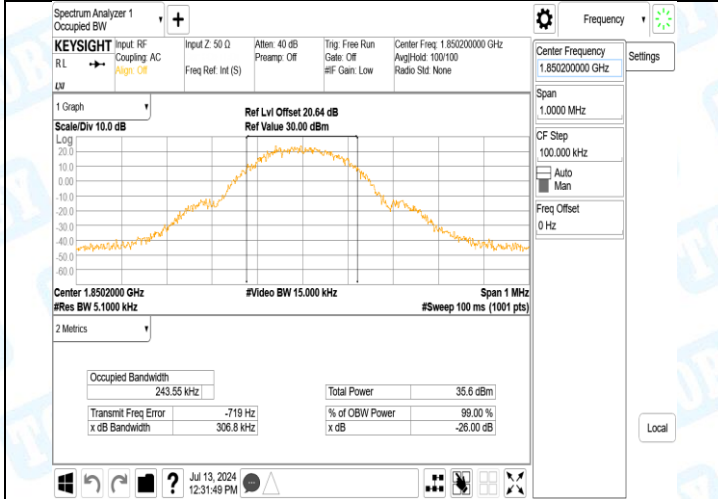 Spectrum Analyzer 1
Occupied BW
+
Frequency
KEYSIGHT
RL
LXI
Input: RF
Coupling: AC
Align: Off
Input Z: 50 Ω
Freq Ref: Int (S)
Atten: 40 dB
Preamp: Off
Trig: Free Run
Gate: Off
#IF Gain: Low
Center Freq: 1.850200000 GHz
Avg|Hold: 100/100
Radio Std: None
Center Frequency
1.850200000 GHz
Settings
Span
1.0000 MHz
CF Step
100.000 kHz
Auto
Man
Freq Offset
0 Hz
Local
1 Graph
Scale/Div 10.0 dB
Ref Lvl Offset 20.64 dB
Ref Value 30.00 dBm
Log
20.0
10.0
0.00
-10.0
-20.0
-30.0
-40.0
-50.0
-60.0
Center 1.8502000 GHz
#Res BW 5.1000 kHz
#Video BW 15.000 kHz
Span 1 MHz
#Sweep 100 ms (1001 pts)
2 Metrics
Occupied Bandwidth
243.55 kHz
Total Power 35.6 dBm
Transmit Freq Error -719 Hz
% of OBW Power 99.00 %
x dB Bandwidth 306.8 kHz
x dB -26.00 dB
?
Jul 13, 2024
12:31:49 PM